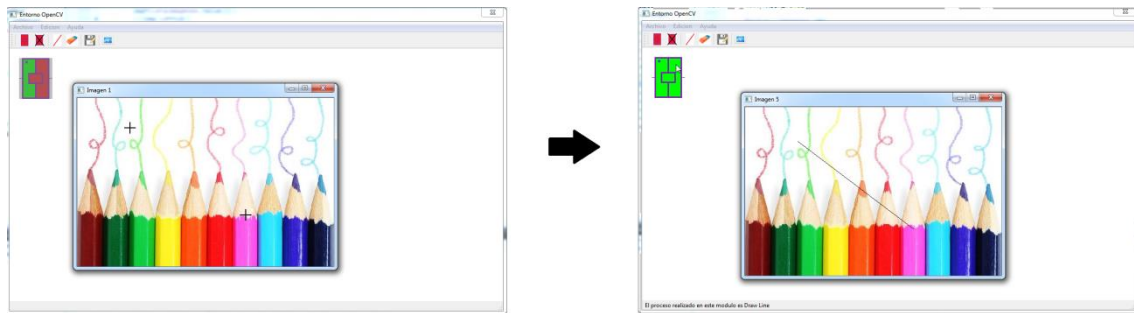 Entorno OpenCV
Archivo Edicion Ayuda
Imagen 1
Entorno OpenCV
Archivo Edicion Ayuda
Imagen 5
El proceso realizado en este modulo es Draw Line